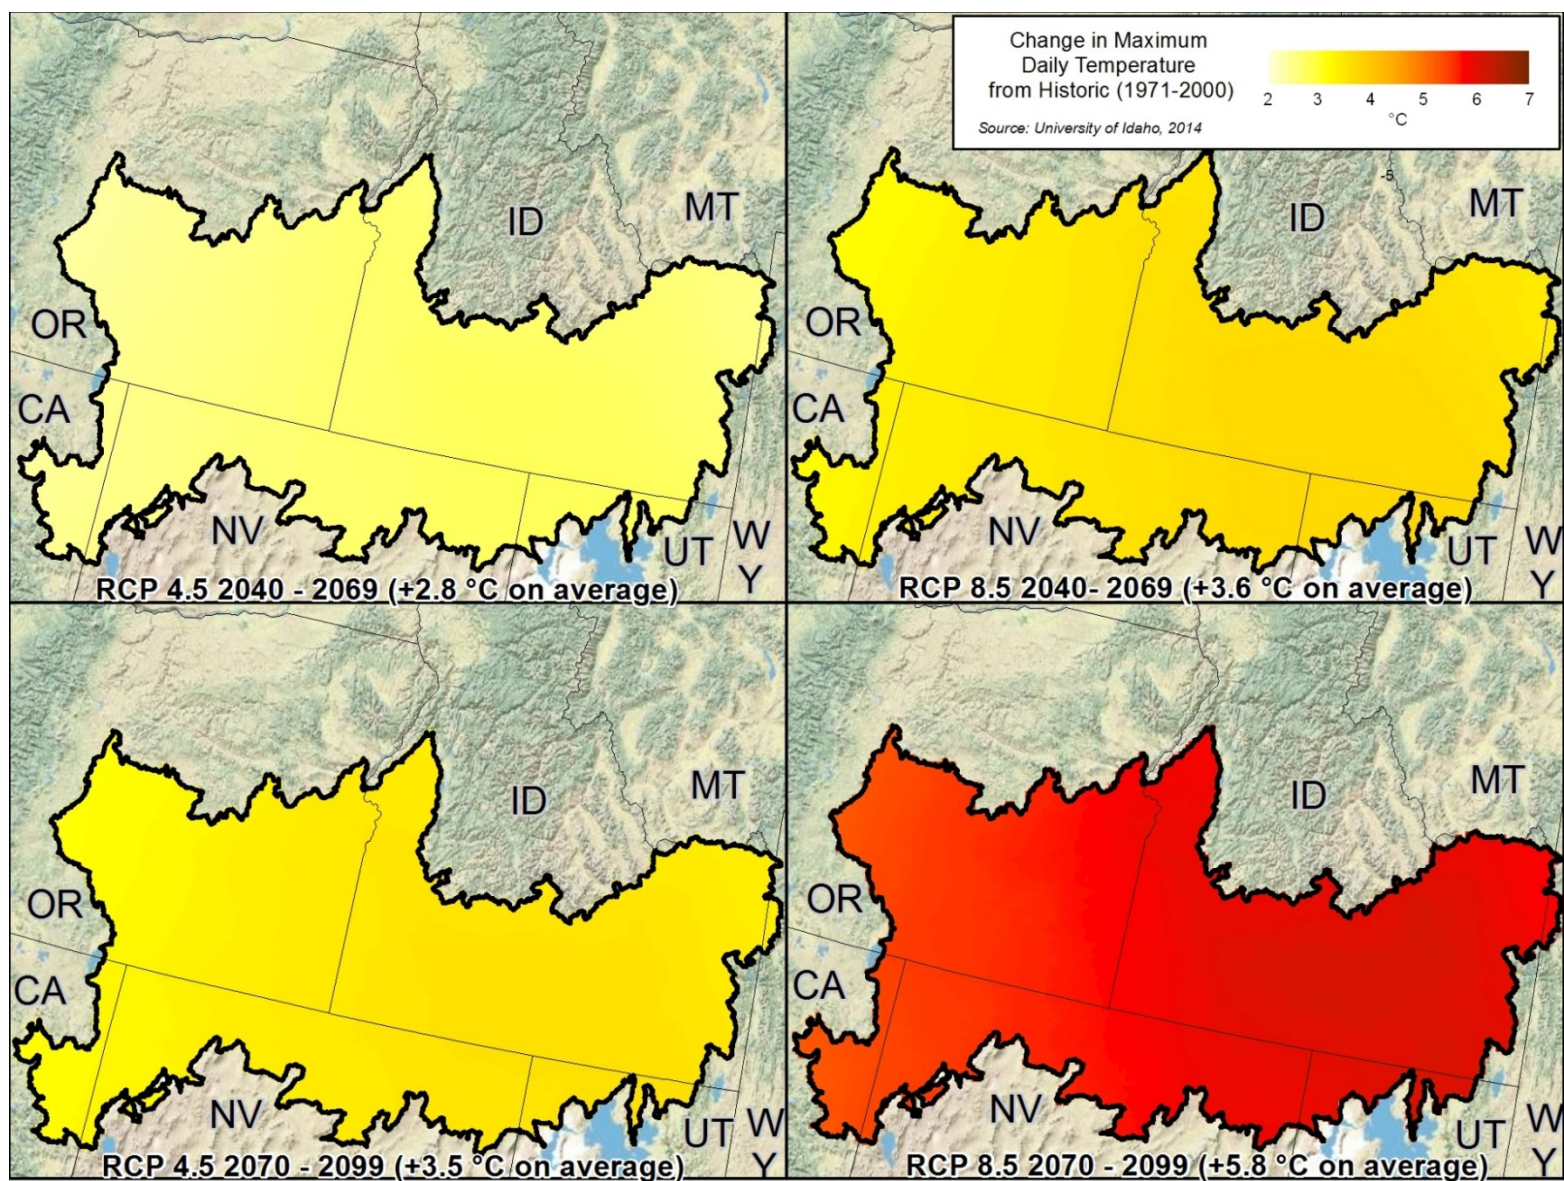 Change in Maximum
Daily Temperature
from Historic (1971-2000)
Source: University of Idaho, 2014
2 3 4 5 6 7
°C
ID
MT
OR
CA
NV
UT
W
Y
RCP 4.5 2040 - 2069 (+2.8 °C on average)
-5
ID
MT
OR
CA
NV
UT
W
Y
RCP 8.5 2040- 2069 (+3.6 °C on average)
ID
MT
OR
CA
NV
UT
W
Y
RCP 4.5 2070 - 2099 (+3.5 °C on average)
ID
MT
OR
CA
NV
UT
W
Y
RCP 8.5 2070 - 2099 (+5.8 °C on average)